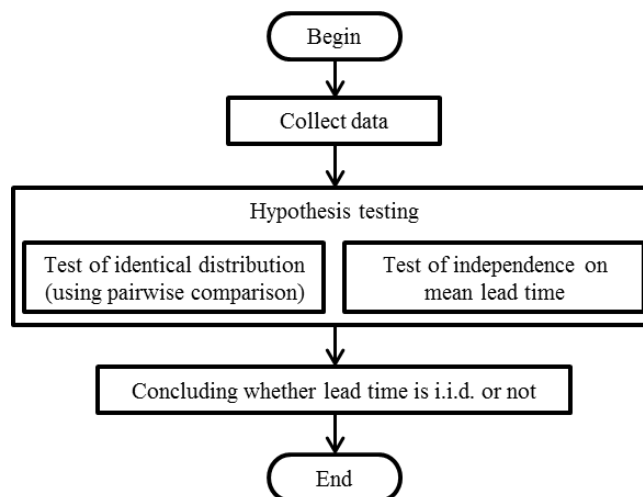 Begin
Collect data
Hypothesis testing
Test of identical distribution
(using pairwise comparison)
Test of independence on
mean lead time
Concluding whether lead time is i.i.d. or not
End